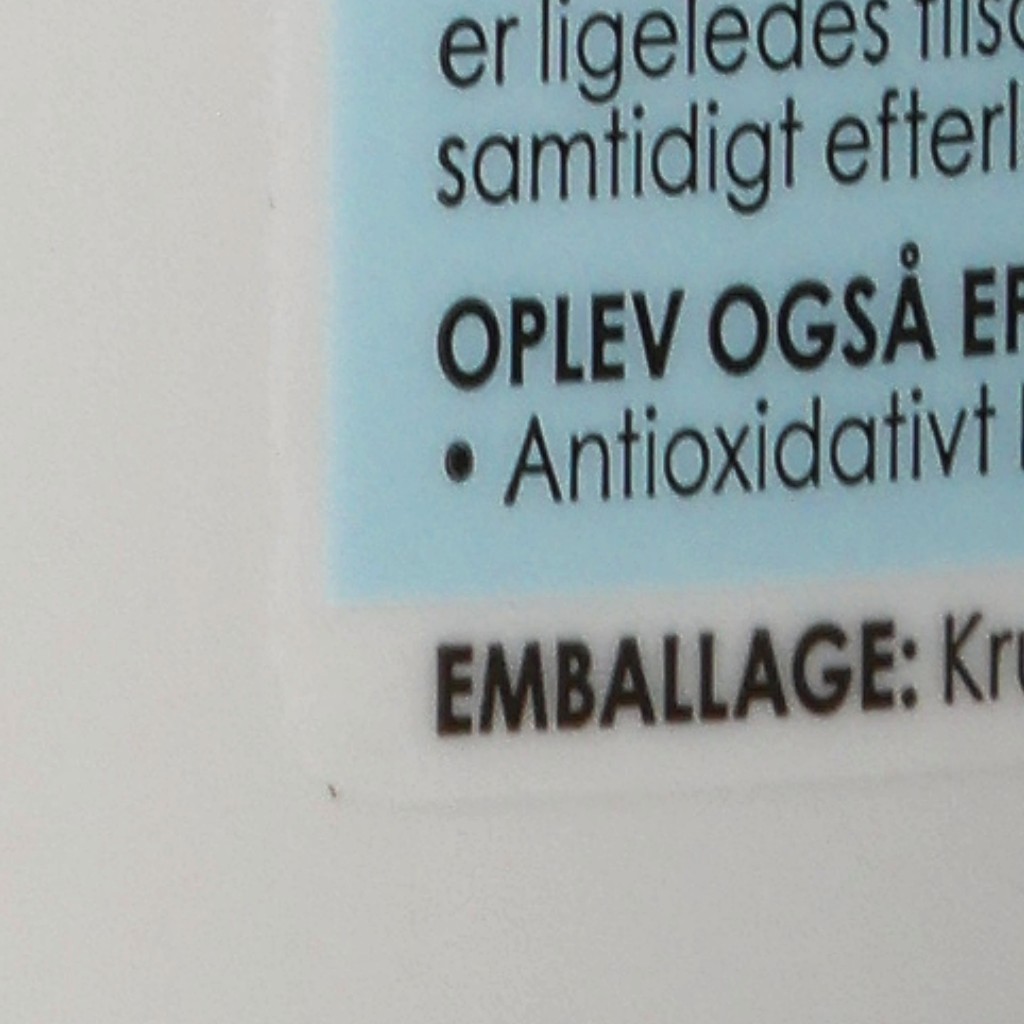 er ligeledes
samtidigt
OPLEV OGSÅ
• Antioxidativt
EMBALLAGE: